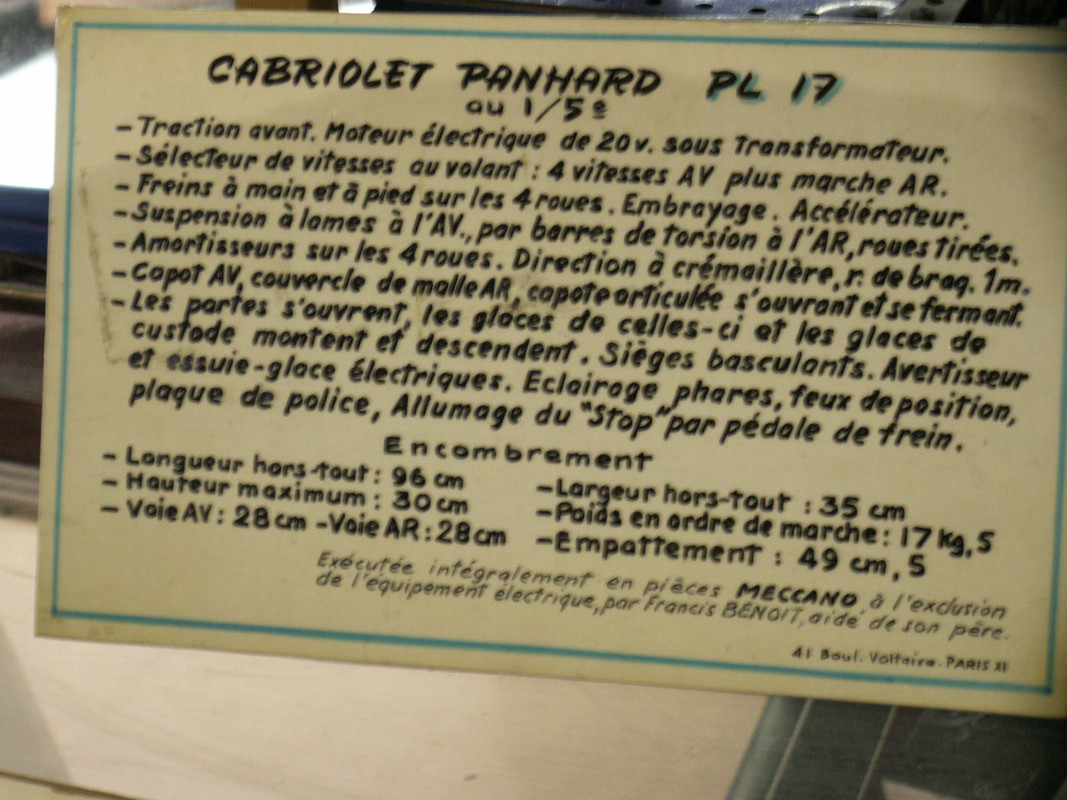 CABRIOLET PANHARD PL 17
au 1/5e
- Traction avant. Moteur électrique de 20 v. sous Transformateur.
- Sélecteur de vitesses au volant : 4 vitesses AV plus marche AR.
- Freins à main et à pied sur les 4 roues. Embrayage. Accélérateur.
- Suspension à lames à l'AV., par barres de torsion à l'AR, roues tirées.
- Amortisseurs sur les 4 roues. Direction à crémaillère, r. de braq. 1m.
- Capot AV, couvercle de malle AR, capote articulée s'ouvrant et se fermant.
- Les partes s'ouvrent, les glaces de celles-ci et les glaces de
custode montent et descendent. Sièges basculants. Avertisseur
et essuie-glace électriques. Eclairage phares, feux de position,
plaque de police, Allumage du "Stop" par pédale de frein.
Encombrement
- Longueur hors-tout : 96 cm
- Hauteur maximum : 30 cm
- Voie AV : 28 cm - Voie AR : 28 cm
- Largeur hors-tout : 35 cm
- Poids en ordre de marche : 17 kg, 5
- Empattement : 49 cm, 5
Exécutée intégralement en pièces MECCANO, à l'exclusion
de l'équipement électrique, par Francis BENOIT, aidé de son père.
41 Boul. Voltaire. PARIS XI